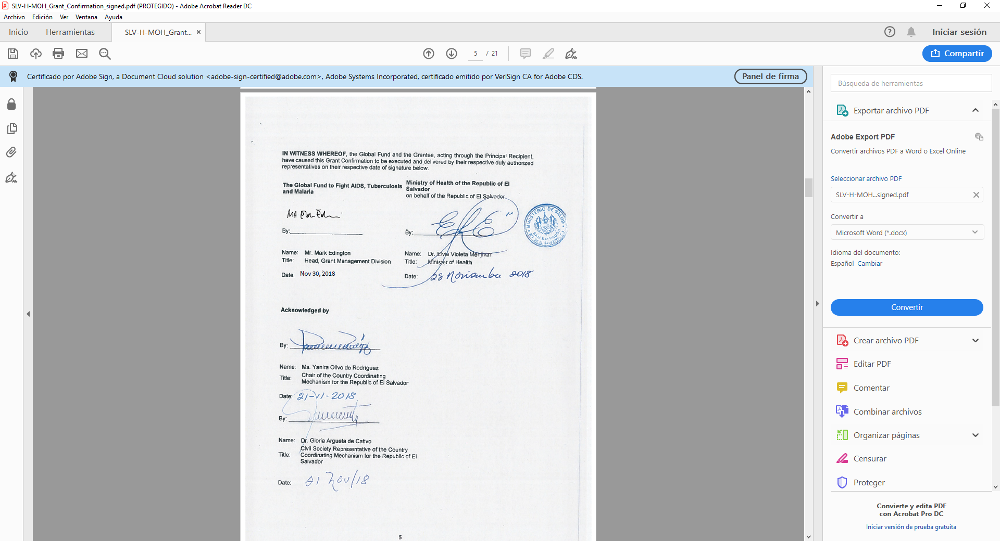 SLV-H-MOH_Grant_Confirmation_signed.pdf (PROTEGIDO) - Adobe Acrobat Reader DC
Archivo Edición Ver Ventana Ayuda
Inicio Herramientas SLV-H-MOH_Grant... × Iniciar sesión
5 / 21 Compartir
Certificado por Adobe Sign, a Document Cloud solution <adobe-sign-certified@adobe.com>, Adobe Systems Incorporated, certificado emitido por VeriSign CA for Adobe CDS. Panel de firma
IN WITNESS WHEREOF, the Global Fund and the Grantee, acting through the Principal Recipient,
have caused this Grant Confirmation to be executed and delivered by their respective duly authorized
representatives on their respective date of signature below.
The Global Fund to Fight AIDS, Tuberculosis
and Malaria
By:
Name: Mr. Mark Edington
Title: Head, Grant Management Division
Date: Nov 30, 2018
Ministry of Health of the Republic of El
Salvador
on behalf of the Republic of El Salvador
By:
MINISTERIO DE SALUD
SAN SALVADOR
REP. DE EL SALVADOR, C.A.
Name: Dr. Elvia Violeta Menjívar
Title: Minister of Health
Date: 28 Noviembre 2018
Acknowledged by
By:
Name: Ms. Yanira Olivo de Rodríguez
Title: Chair of the Country Coordinating
Mechanism for the Republic of El Salvador
Date: 21-11-2018
By:
Name: Dr. Gloria Argueta de Cativo
Title: Civil Society Representative of the Country
Coordinating Mechanism for the Republic of El
Salvador
Date: 21 Nov/18
5
Búsqueda de herramientas
Exportar archivo PDF
Adobe Export PDF
Convertir archivos PDF a Word o Excel Online
Seleccionar archivo PDF
SLV-H-MOH...signed.pdf
Convertir a
Microsoft Word (*.docx)
Idioma del documento:
Español Cambiar
Convertir
Crear archivo PDF
Editar PDF
Comentar
Combinar archivos
Organizar páginas
Censurar
Proteger
Convierte y edita PDF
con Acrobat Pro DC
Iniciar versión de prueba gratuita